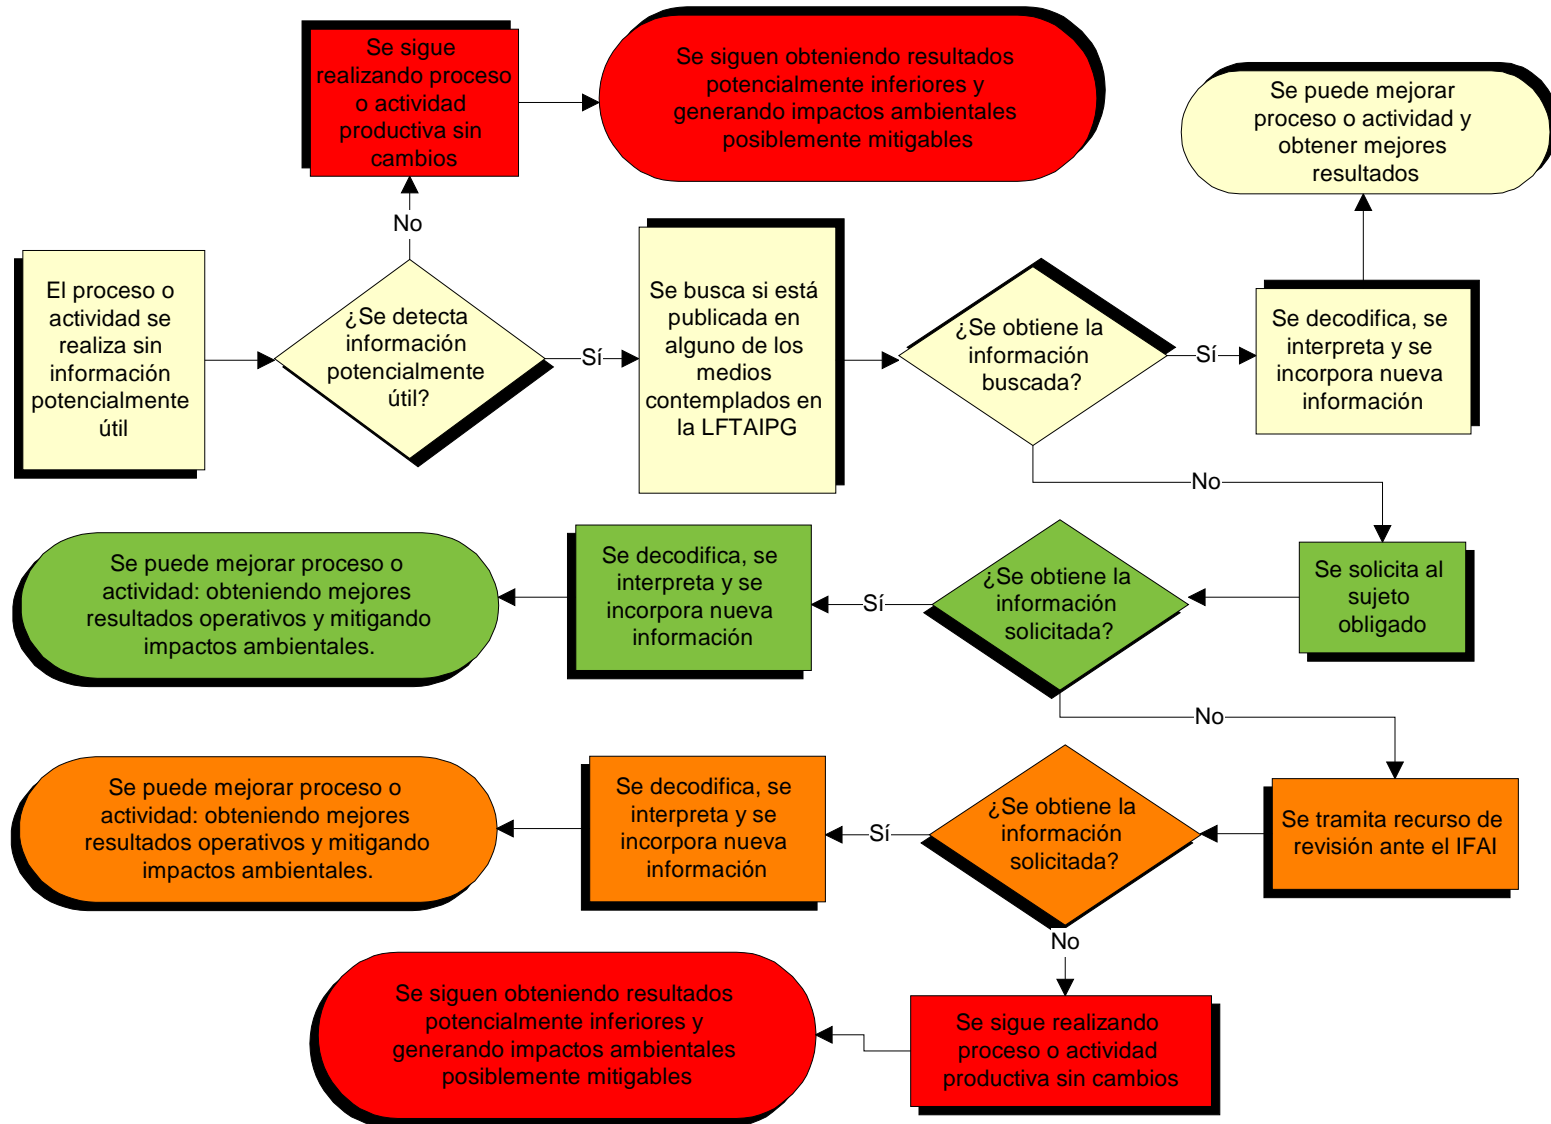 Se sigue
realizando proceso
o actividad
productiva sin
cambios
Se siguen obteniendo resultados
potencialmente inferiores y
generando impactos ambientales
posiblemente mitigables
Se puede mejorar
proceso o actividad y
obtener mejores
resultados
No
El proceso o
actividad se
realiza sin
información
potencialmente
útil
¿Se detecta
información
potencialmente
útil?
Sí
Se busca si está
publicada en
alguno de los
medios
contemplados en
la LFTAIPG
¿Se obtiene la
información
buscada?
Sí
Se decodifica, se
interpreta y se
incorpora nueva
información
No
Se puede mejorar proceso o
actividad: obteniendo mejores
resultados operativos y mitigando
impactos ambientales.
Se decodifica, se
interpreta y se
incorpora nueva
información
Sí
¿Se obtiene la
información
solicitada?
Se solicita al
sujeto
obligado
No
Se puede mejorar proceso o
actividad: obteniendo mejores
resultados operativos y mitigando
impactos ambientales.
Se decodifica, se
interpreta y se
incorpora nueva
información
Sí
¿Se obtiene la
información
solicitada?
Se tramita recurso de
revisión ante el IFAI
No
Se siguen obteniendo resultados
potencialmente inferiores y
generando impactos ambientales
posiblemente mitigables
Se sigue realizando
proceso o actividad
productiva sin cambios